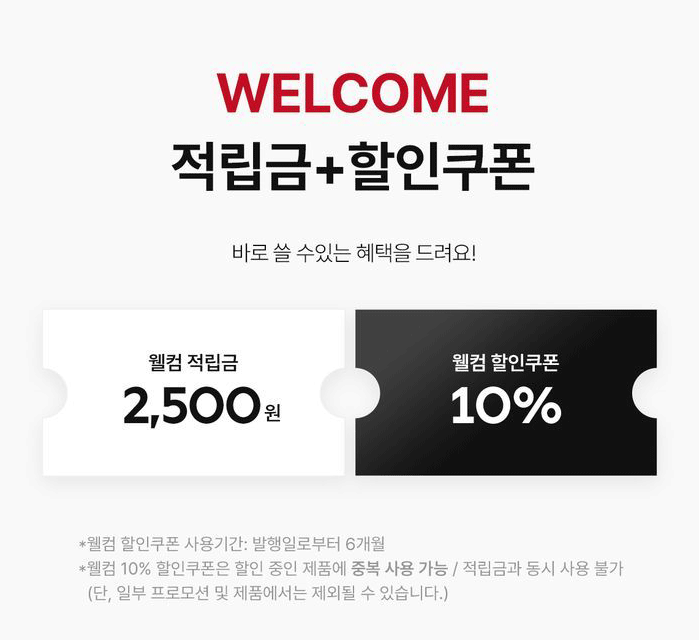 WELCOME
적립금+할인쿠폰
바로 쓸 수있는 혜택을 드려요!
웰컴 적립금
2,500원
웰컴 할인쿠폰
10%
*웰컴 할인쿠폰 사용기간: 발행일로부터 6개월
*웰컴 10% 할인쿠폰은 할인 중인 제품에 중복 사용 가능 / 적립금과 동시 사용 불가
(단, 일부 프로모션 및 제품에서는 제외될 수 있습니다.)